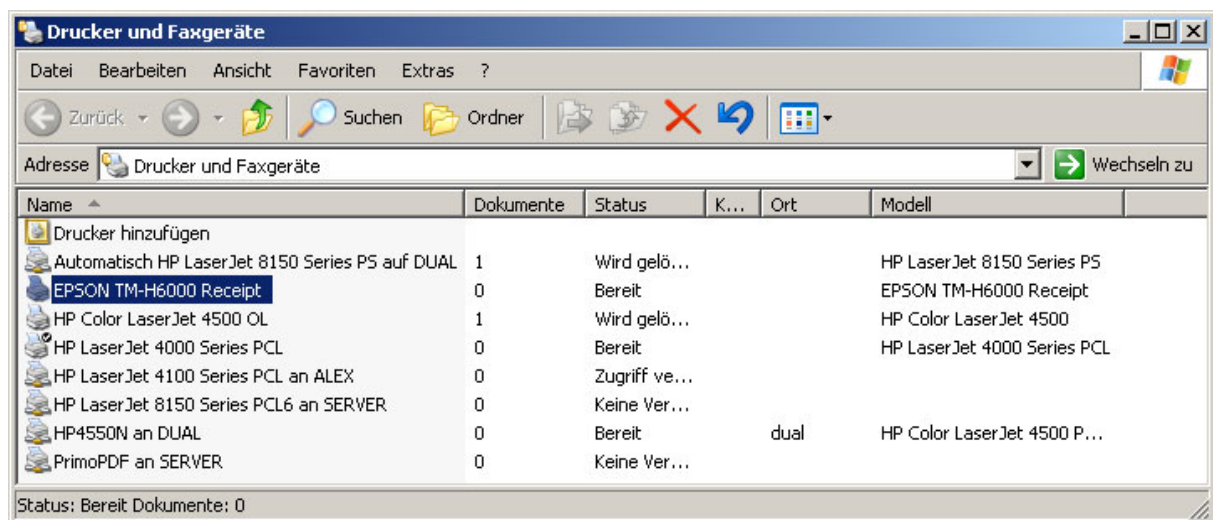 Drucker und Faxgeräte
Datei Bearbeiten Ansicht Favoriten Extras ?
Zurück Suchen Ordner
Adresse Drucker und Faxgeräte Wechseln zu
Name Dokumente Status K... Ort Modell
Drucker hinzufügen
Automatisch HP LaserJet 8150 Series PS auf DUAL 1 Wird gelö... HP LaserJet 8150 Series PS
EPSON TM-H6000 Receipt 0 Bereit EPSON TM-H6000 Receipt
HP Color LaserJet 4500 OL 1 Wird gelö... HP Color LaserJet 4500
HP LaserJet 4000 Series PCL 0 Bereit HP LaserJet 4000 Series PCL
HP LaserJet 4100 Series PCL an ALEX 0 Zugriff ve...
HP LaserJet 8150 Series PCL6 an SERVER 0 Keine Ver...
HP4550N an DUAL 0 Bereit dual HP Color LaserJet 4500 P...
PrimoPDF an SERVER 0 Keine Ver...
Status: Bereit Dokumente: 0